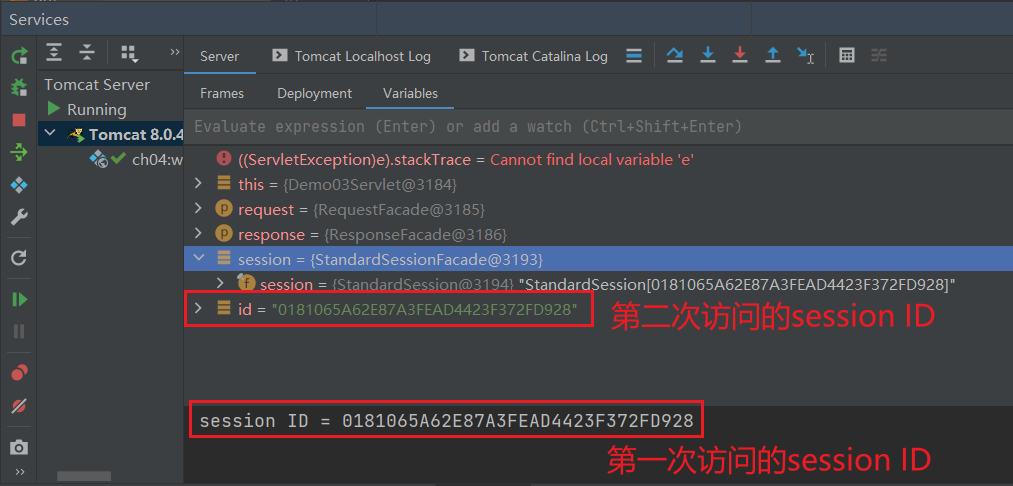 Services
Server
Tomcat Localhost Log
Tomcat Catalina Log
Tomcat Server
Running
Tomcat 8.0.4
ch04:w
Frames
Deployment
Variables
Evaluate expression (Enter) or add a watch (Ctrl+Shift+Enter)
((ServletException)e).stackTrace = Cannot find local variable 'e'
this = {Demo03Servlet@3184}
request = {RequestFacade@3185}
response = {ResponseFacade@3186}
session = {StandardSessionFacade@3193}
session = {StandardSession@3194} "StandardSession[0181065A62E87A3FEAD4423F372FD928]"
id = "0181065A62E87A3FEAD4423F372FD928"
第二次访问的session ID
session ID = 0181065A62E87A3FEAD4423F372FD928
第一次访问的session ID